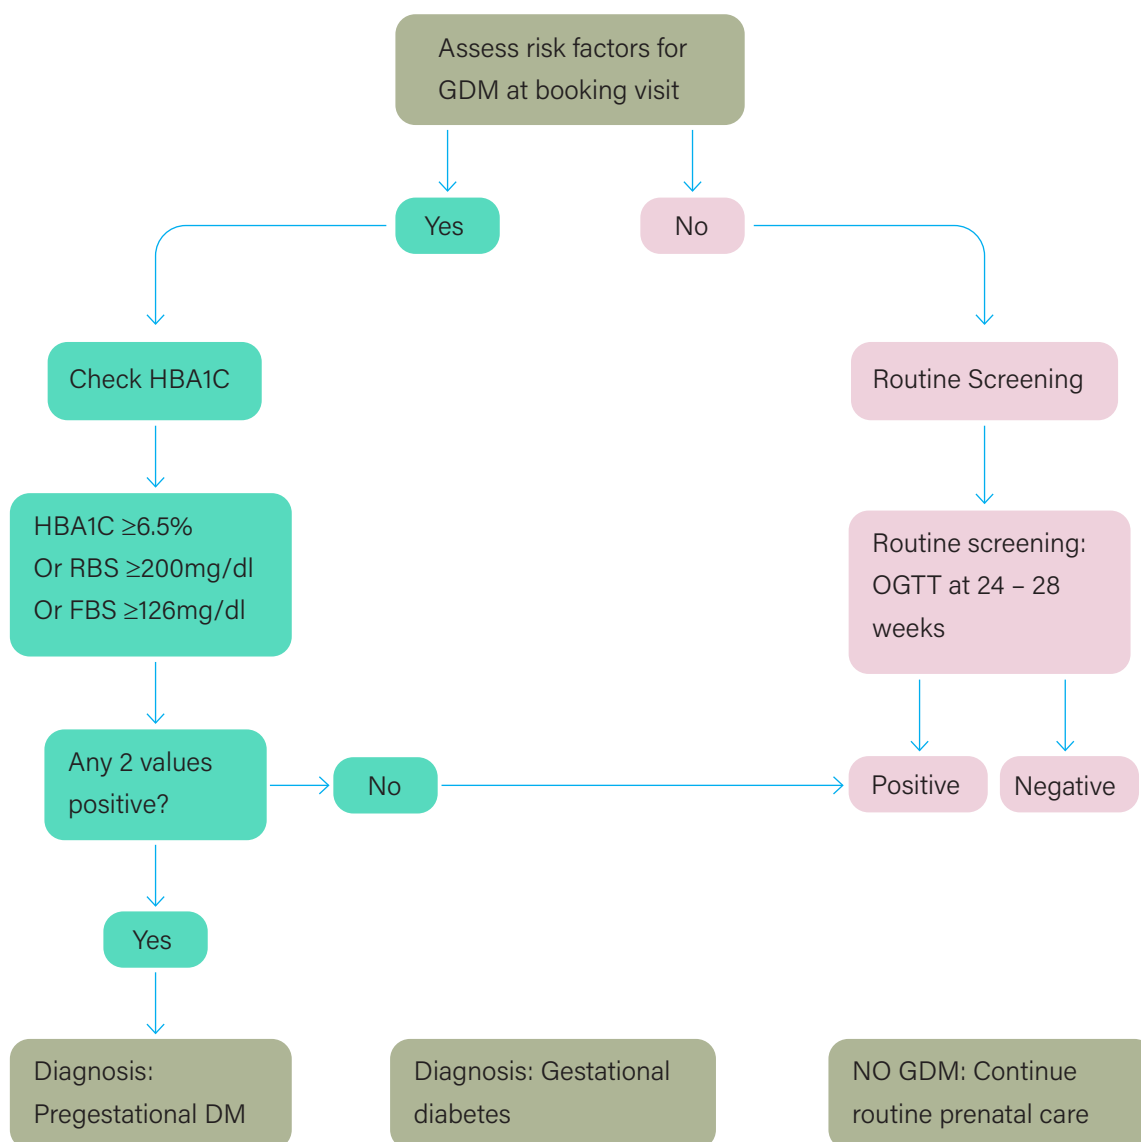 Assess risk factors for
GDM at booking visit
Yes
No
Check HBA1C
Routine Screening
HBA1C ≥6.5%
Or RBS ≥200mg/dl
Or FBS ≥126mg/dl
Routine screening:
OGTT at 24 – 28
weeks
Any 2 values
positive?
No
Positive
Negative
Yes
Diagnosis:
Pregestational DM
Diagnosis: Gestational
diabetes
NO GDM: Continue
routine prenatal care